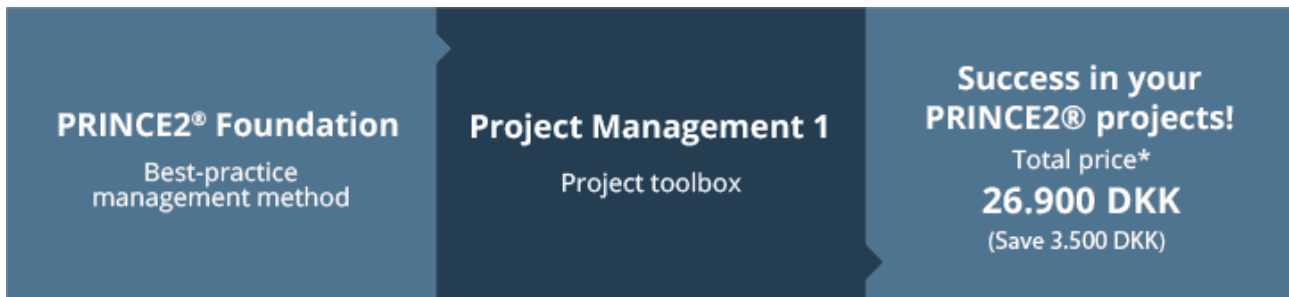 PRINCE2® Foundation
Best-practice
management method
Project Management 1
Project toolbox
Success in your
PRINCE2® projects!
Total price*
26.900 DKK
(Save 3.500 DKK)